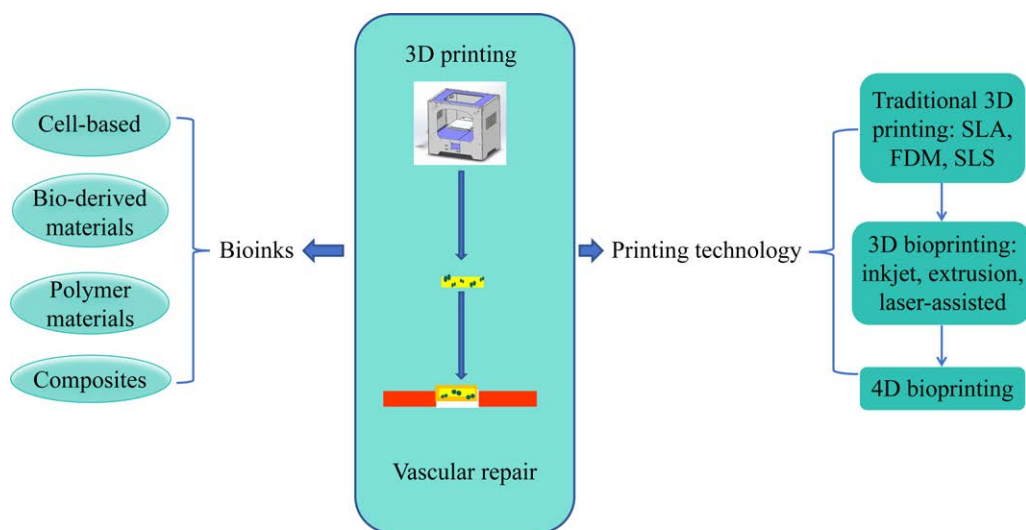 3D printing
Cell-based
Bio-derived
materials
Polymer
materials
Composites
Bioinks
Vascular repair
Printing technology
Traditional 3D
printing: SLA,
FDM, SLS
3D bioprinting:
inkjet, extrusion,
laser-assisted
4D bioprinting